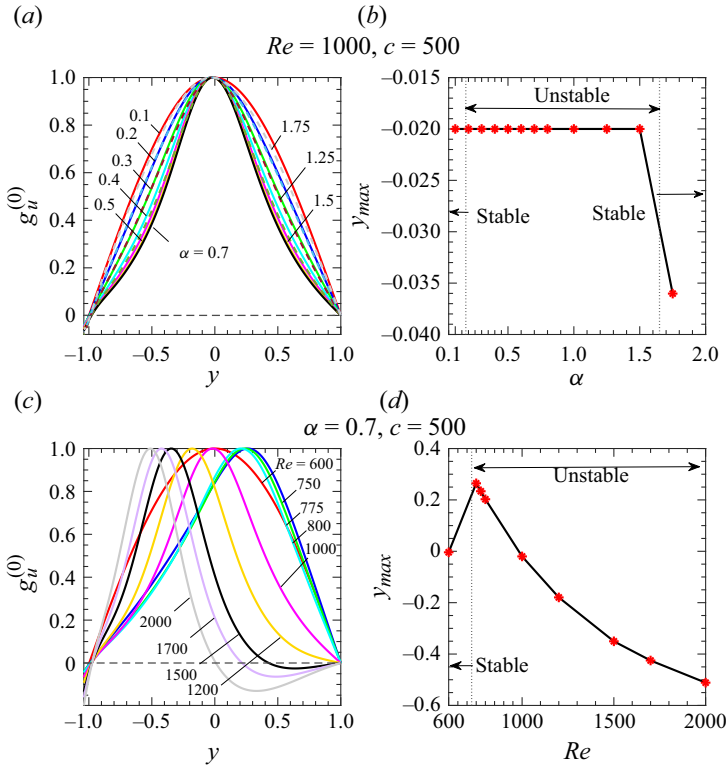 (a)
(b)
Re = 1000, c = 500
1.0
0.8
0.6
0.4
0.2
0
g_u^{(0)}
0.1
0.2
0.3
0.4
0.5
α = 0.7
1.75
1.25
1.5
−1.0 −0.5 0 0.5 1.0
y
−0.015
−0.020
−0.025
−0.030
−0.035
−0.040
y_{max}
Unstable
Stable
Stable
0.1 0.5 1.0 1.5 2.0
α
(c)
(d)
α = 0.7, c = 500
1.0
0.8
0.6
0.4
0.2
0
g_u^{(0)}
Re = 600
750
775
800
1000
2000
1700
1500
1200
−1.0 −0.5 0 0.5 1.0
y
0.4
0.2
0
−0.2
−0.4
−0.6
y_{max}
Unstable
Stable
600 1000 1500 2000
Re